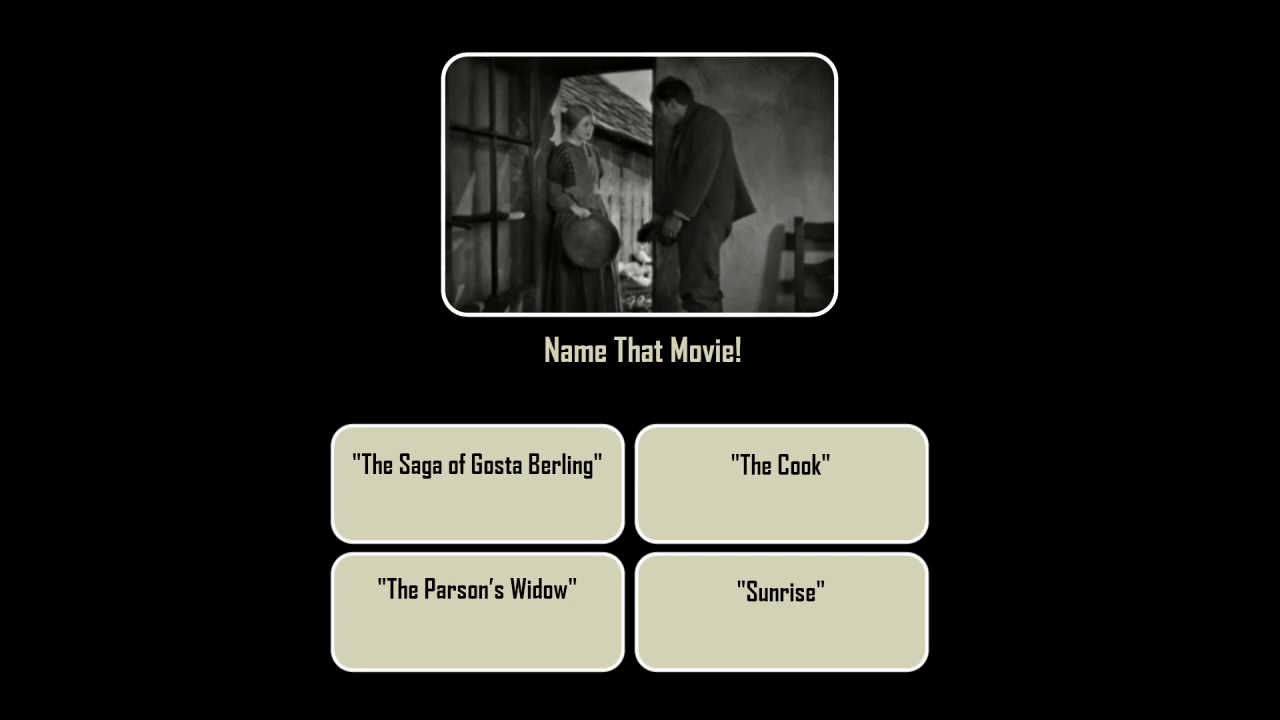 Name That Movie!
"The Saga of Gosta Berling"
"The Cook"
"The Parson’s Widow"
"Sunrise"